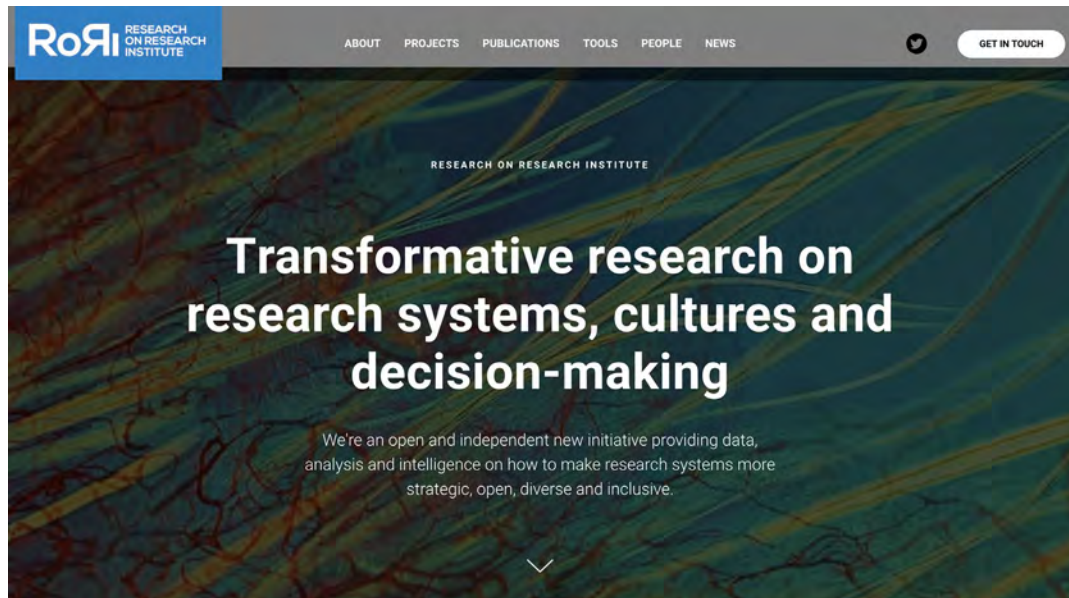 RoRI RESEARCH
ON RESEARCH
INSTITUTE
ABOUT PROJECTS PUBLICATIONS TOOLS PEOPLE NEWS
GET IN TOUCH
RESEARCH ON RESEARCH INSTITUTE
Transformative research on
research systems, cultures and
decision-making
We're an open and independent new initiative providing data,
analysis and intelligence on how to make research systems more
strategic, open, diverse and inclusive.